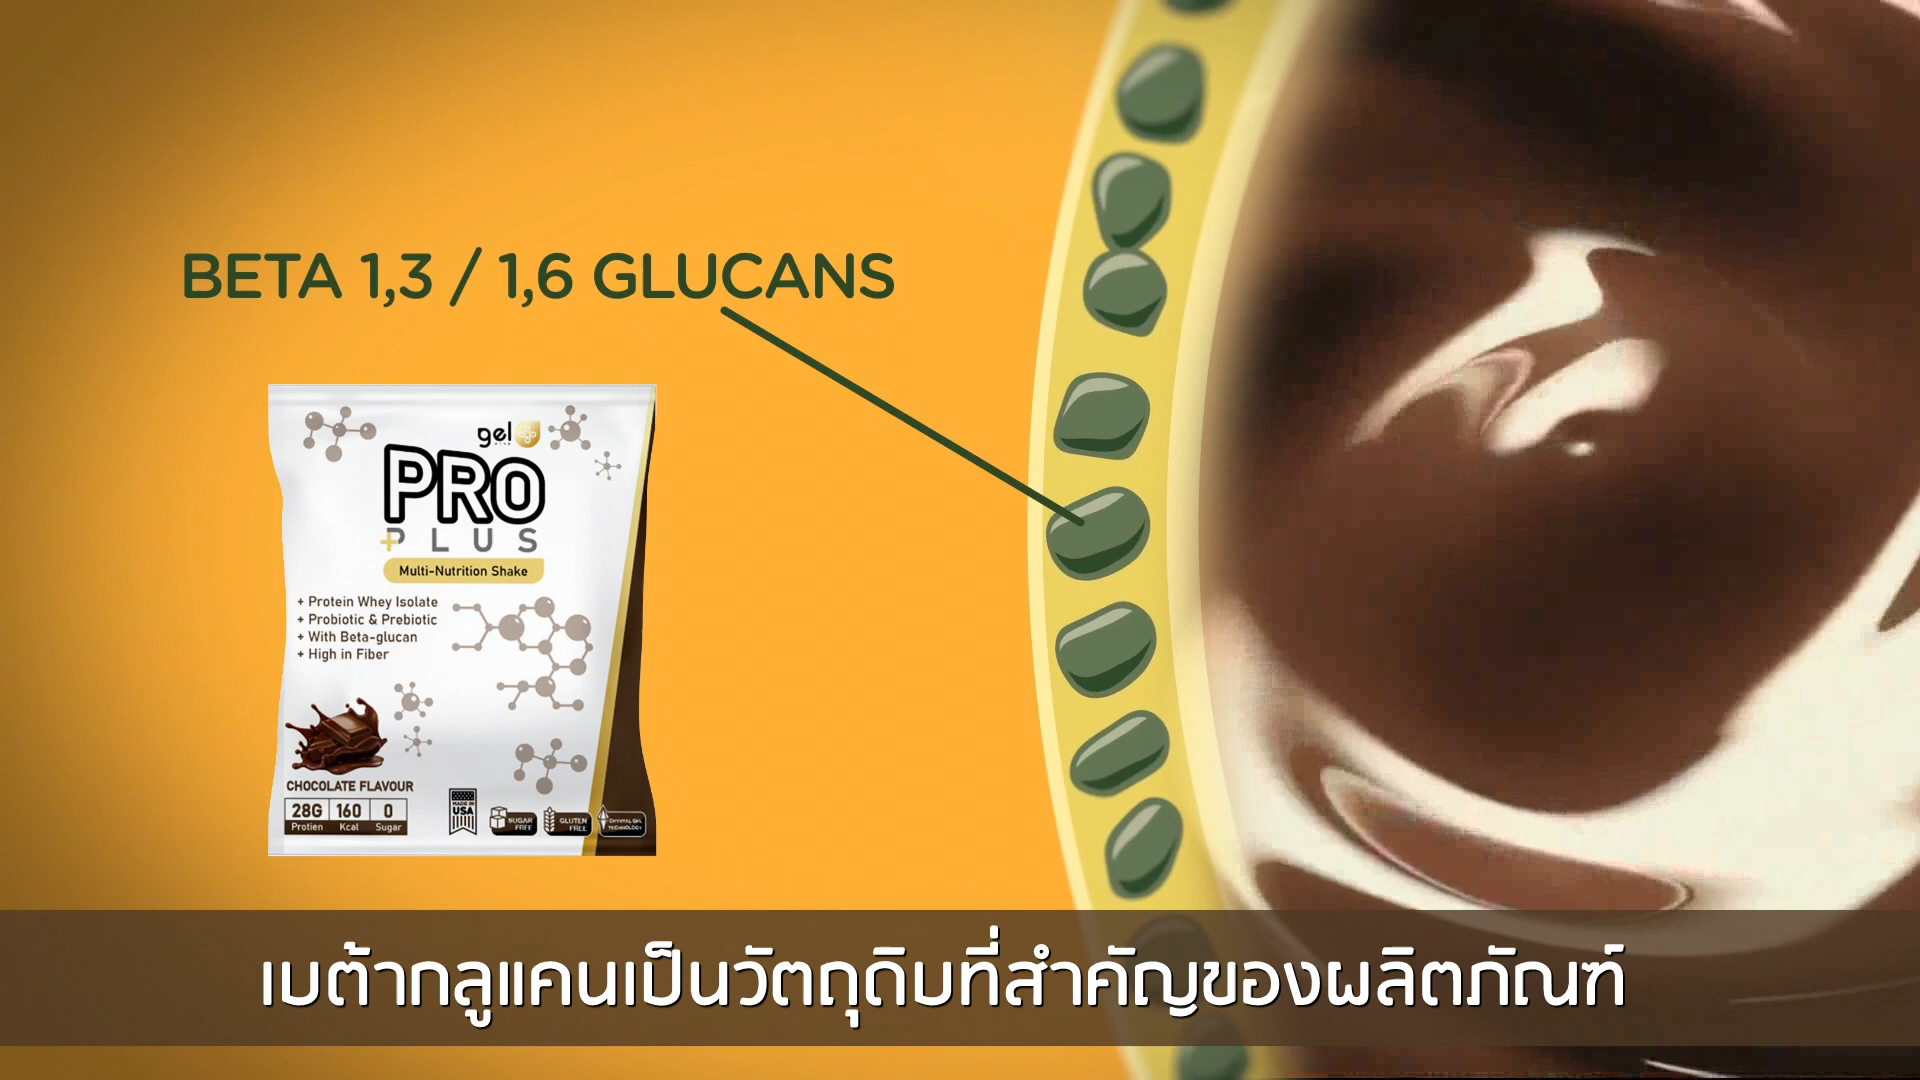 BETA 1,3 / 1,6 GLUCANS
gel
PRO
PLUS
Multi-Nutrition Shake
+ Protein Whey Isolate
+ Probiotic & Prebiotic
+ With Beta-glucan
+ High in Fiber
CHOCOLATE FLAVOUR
28G 160 0
Protien Kcal Sugar
MADE IN
USA
SUGAR
FREE
GLUTEN
FREE
CRYSTAL GEL
TECHNOLOGY
เบต้ากลูแคนเป็นวัตถุดิบที่สำคัญของผลิตภัณฑ์